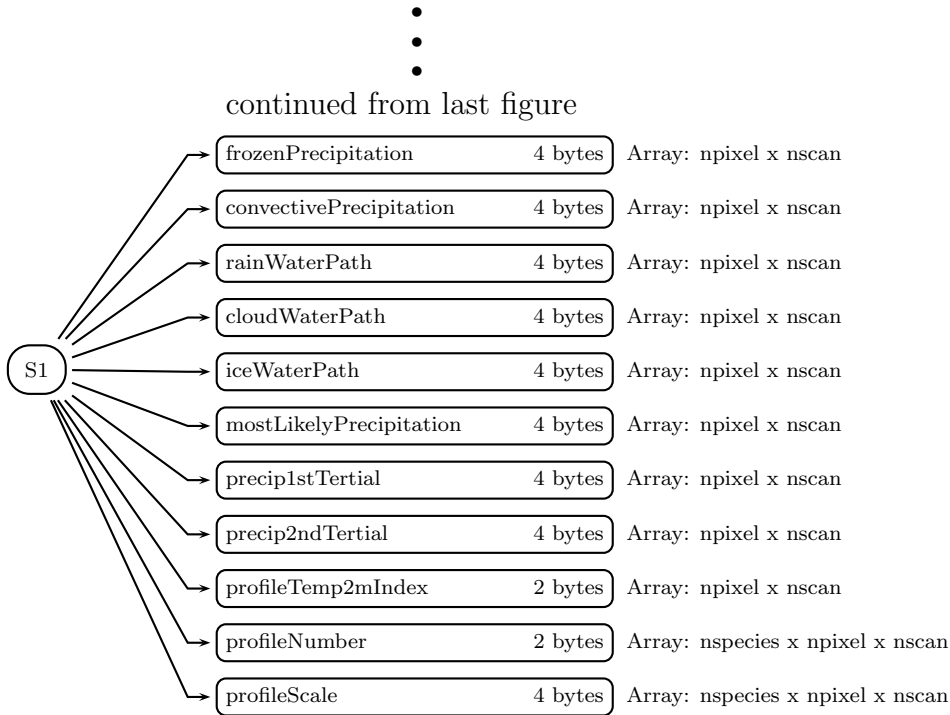 continued from last figure
frozenPrecipitation 4 bytes Array: npixel x nscan
convectivePrecipitation 4 bytes Array: npixel x nscan
rainWaterPath 4 bytes Array: npixel x nscan
cloudWaterPath 4 bytes Array: npixel x nscan
S1
iceWaterPath 4 bytes Array: npixel x nscan
mostLikelyPrecipitation 4 bytes Array: npixel x nscan
precip1stTertial 4 bytes Array: npixel x nscan
precip2ndTertial 4 bytes Array: npixel x nscan
profileTemp2mIndex 2 bytes Array: npixel x nscan
profileNumber 2 bytes Array: nspecies x npixel x nscan
profileScale 4 bytes Array: nspecies x npixel x nscan